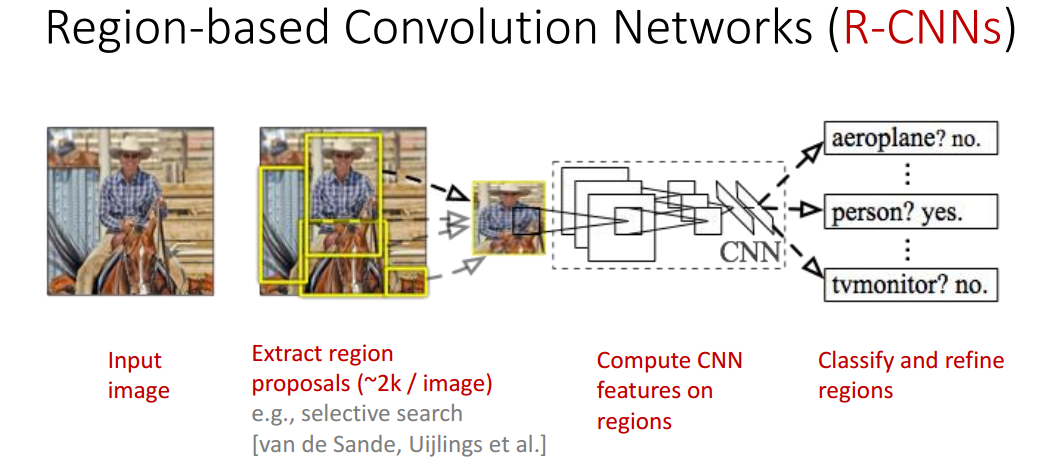 Region-based Convolution Networks (R-CNNs)
aeroplane? no.
person? yes.
CNN
tvmonitor? no.
Input
image
Extract region
proposals (~2k / image)
e.g., selective search
[van de Sande, Uijlings et al.]
Compute CNN
features on
regions
Classify and refine
regions